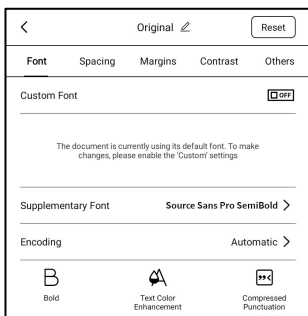 Original
Reset
Font Spacing Margins Contrast Others
Custom Font OFF
The document is currently using its default font. To make
changes, please enable the 'Custom' settings
Supplementary Font Source Sans Pro SemiBold
Encoding Automatic
Bold Text Color Compressed
Enhancement Punctuation